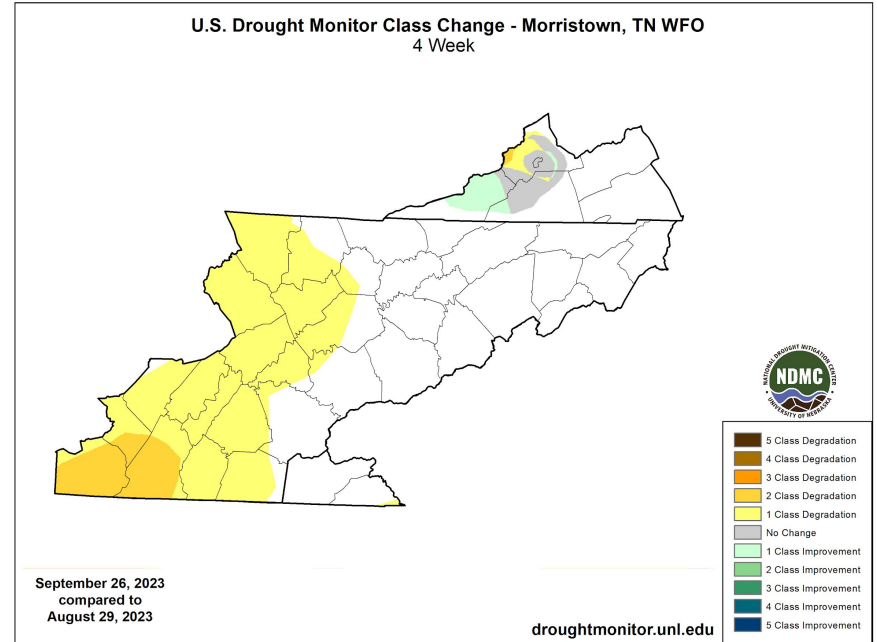 U.S. Drought Monitor Class Change - Morristown, TN WFO
4 Week
NATIONAL DROUGHT MITIGATION CENTER
NDMC
UNIVERSITY OF NEBRASKA
5 Class Degradation
4 Class Degradation
3 Class Degradation
2 Class Degradation
1 Class Degradation
No Change
1 Class Improvement
2 Class Improvement
3 Class Improvement
4 Class Improvement
5 Class Improvement
September 26, 2023
compared to
August 29, 2023
droughtmonitor.unl.edu